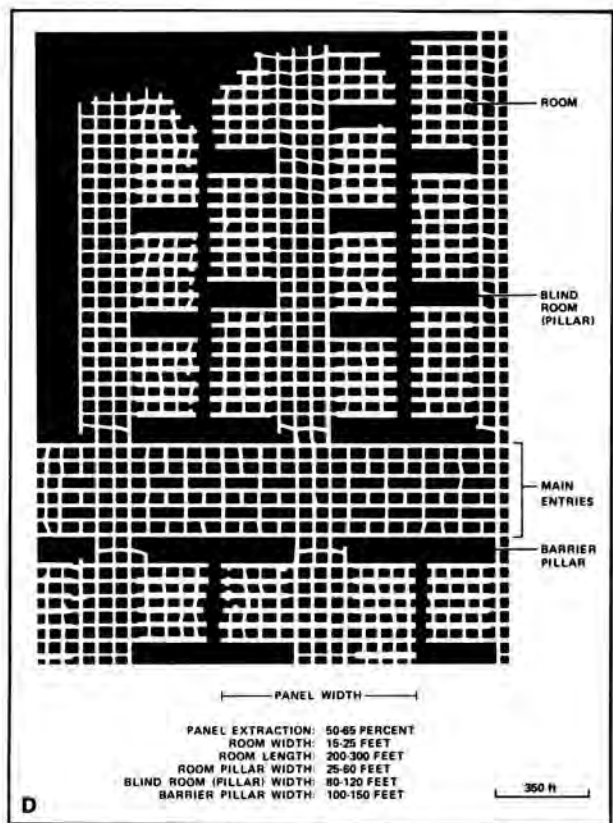 ROOM
BLIND
ROOM
(PILLAR)
MAIN
ENTRIES
BARRIER
PILLAR
PANEL WIDTH
PANEL EXTRACTION: 50-65 PERCENT
ROOM WIDTH: 15-25 FEET
ROOM LENGTH: 200-300 FEET
ROOM PILLAR WIDTH: 25-60 FEET
BLIND ROOM (PILLAR) WIDTH: 80-120 FEET
BARRIER PILLAR WIDTH: 100-150 FEET
350 ft
D